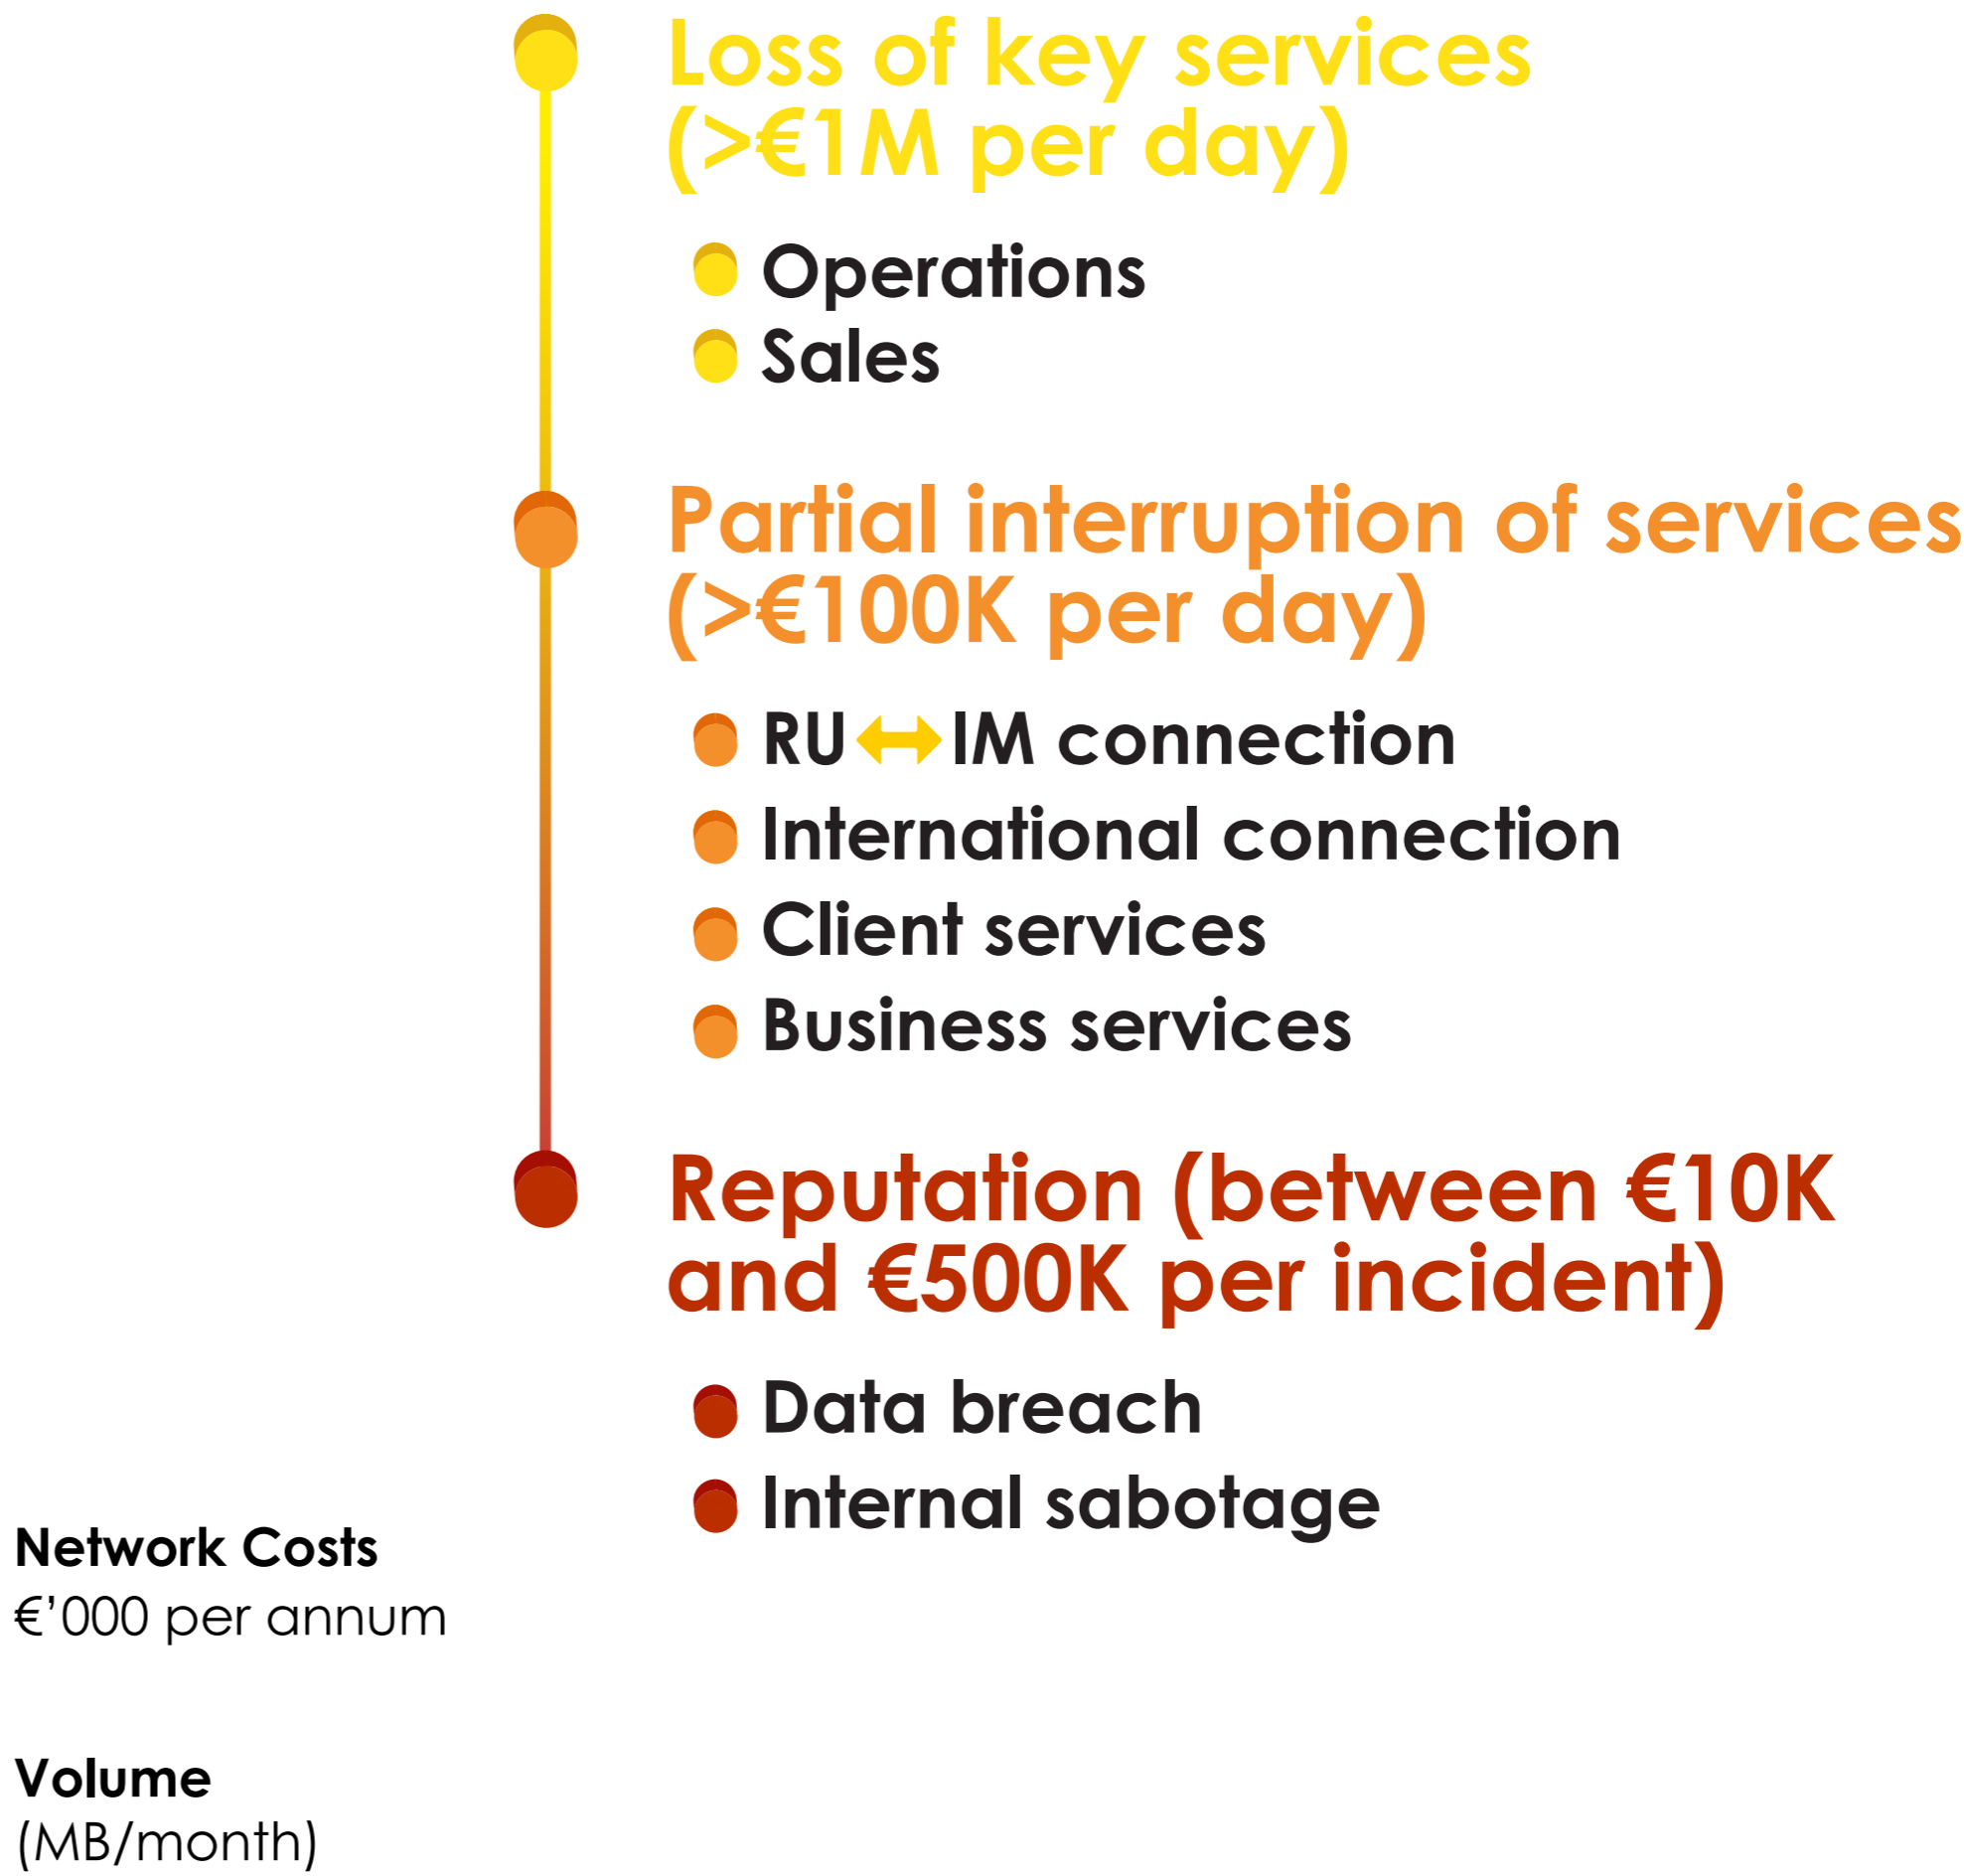 Loss of key services
(>€1M per day)
Operations
Sales
Partial interruption of services
(>€100K per day)
RU ↔ IM connection
International connection
Client services
Business services
Reputation (between €10K
and €500K per incident)
Data breach
Internal sabotage
Network Costs
€’000 per annum
Volume
(MB/month)